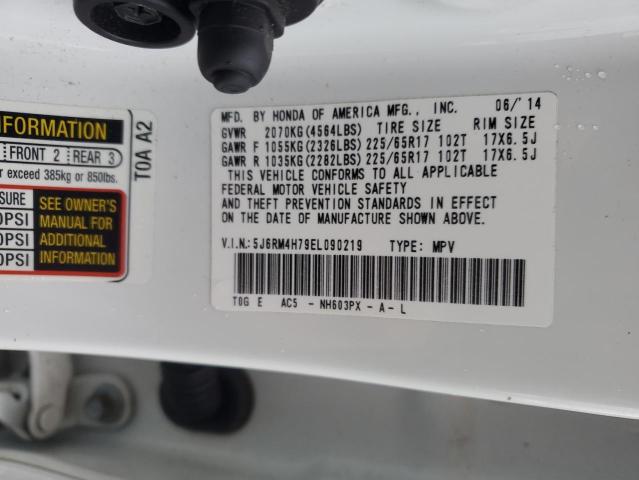 MFD. BY HONDA OF AMERICA MFG., INC. 06/'14
GVWR 2070KG(4564LBS) TIRE SIZE RIM SIZE
GAWR F 1055KG(2326LBS) 225/65R17 102T 17X6.5J
GAWR R 1035KG(2282LBS) 225/65R17 102T 17X6.5J
THIS VEHICLE CONFORMS TO ALL APPLICABLE
FEDERAL MOTOR VEHICLE SAFETY
AND THEFT PREVENTION STANDARDS IN EFFECT
ON THE DATE OF MANUFACTURE SHOWN ABOVE.
V.I.N.:5J6RM4H79EL090219 TYPE: MPV
T0G E AC5 - NH603PX - A - L
FRONT 2 REAR 3
exceed 385kg or 850lbs.
PSI
PSI
PSI
SEE OWNER'S
MANUAL FOR
ADDITIONAL
INFORMATION
T0A A2